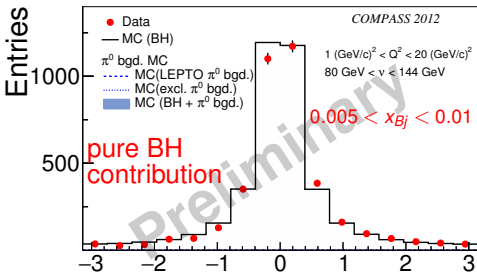 Entries
1000
500
Data
MC (BH)
π⁰ bgd. MC
MC(LEPTO π⁰ bgd.)
MC(excl. π⁰ bgd.)
MC (BH + π⁰ bgd.)
COMPASS 2012
1 (GeV/c)² < Q² < 20 (GeV/c)²
80 GeV < ν < 144 GeV
0.005 < x_Bj < 0.01
pure BH
contribution
Preliminary
−3 −2 −1 0 1 2 3